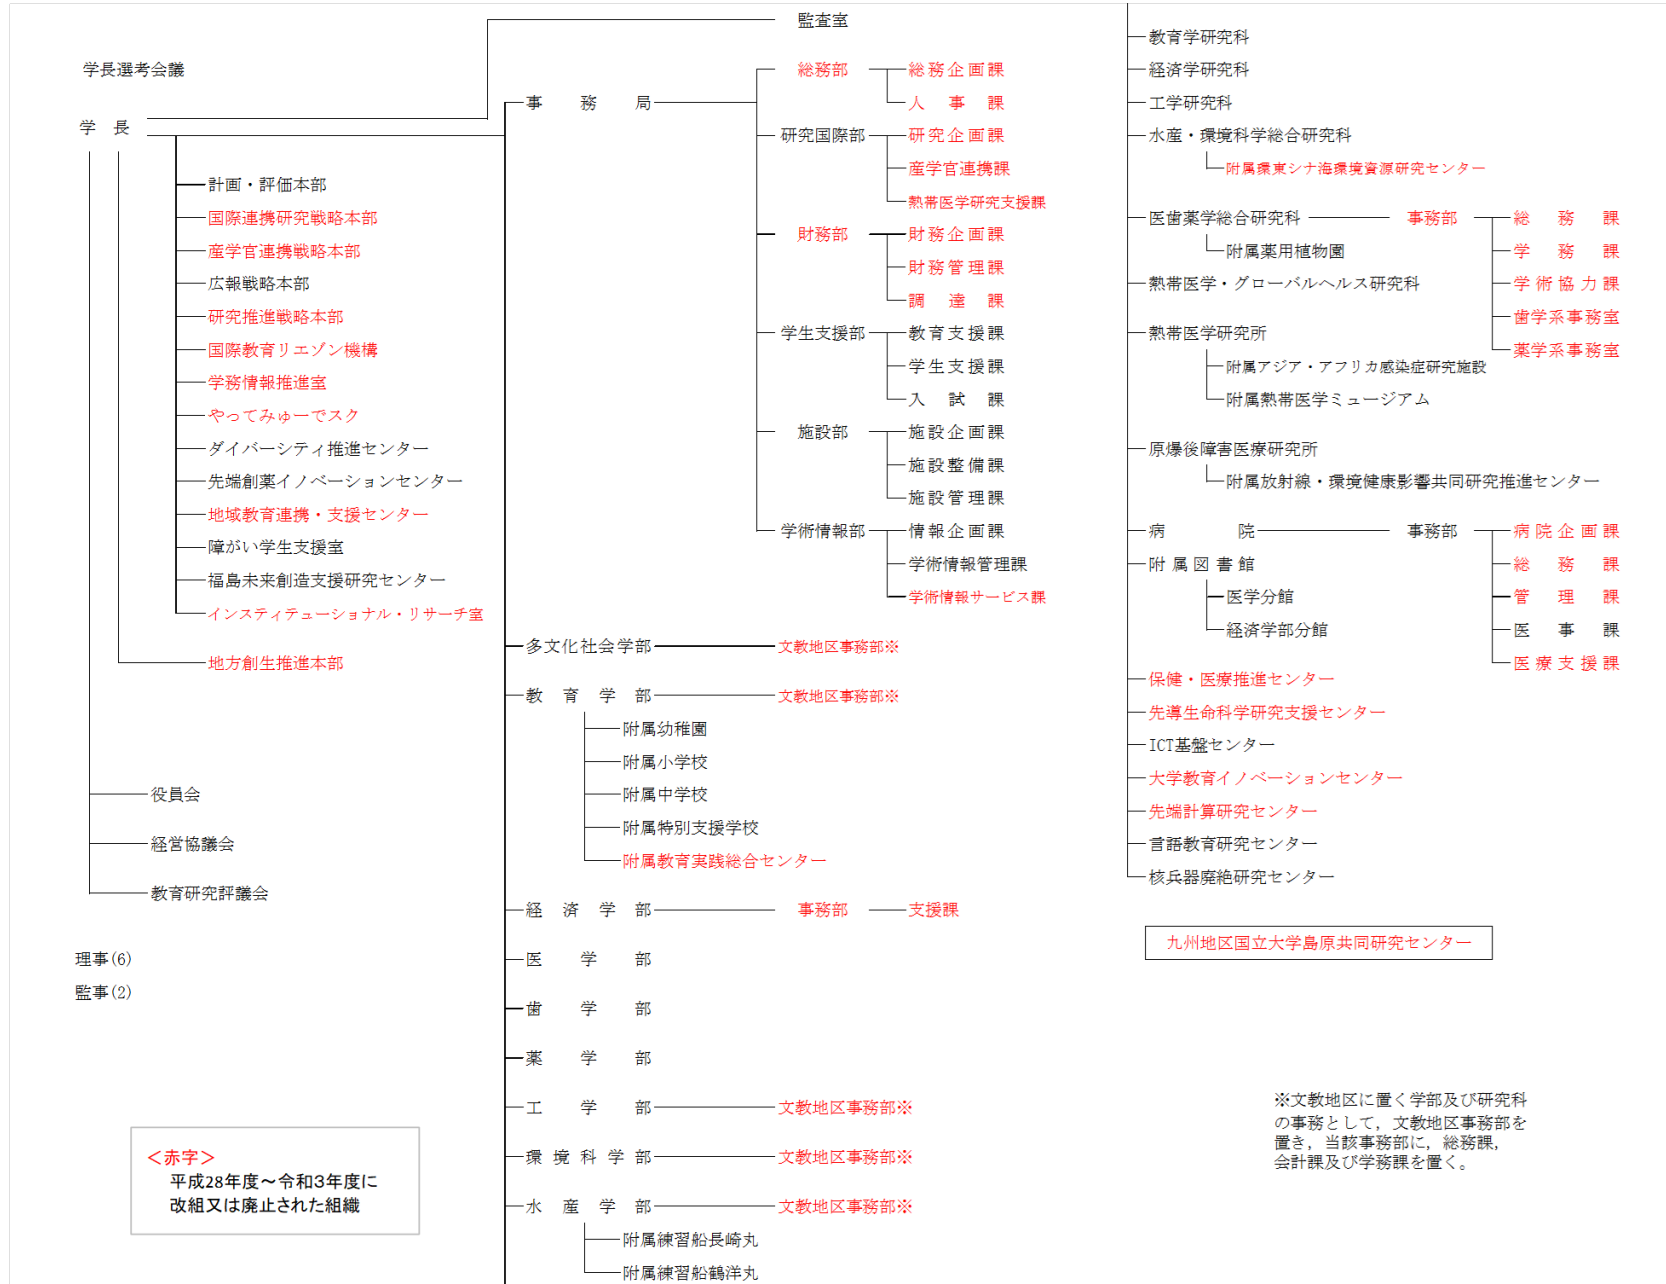 監査室
学長選考会議
学長
計画・評価本部
国際連携研究戦略本部
産学官連携戦略本部
広報戦略本部
研究推進戦略本部
国際教育リエゾン機構
学務情報推進室
やってみゅーでスク
ダイバーシティ推進センター
先端創薬イノベーションセンター
地域教育連携・支援センター
障がい学生支援室
福島未来創造支援研究センター
インスティテューショナル・リサーチ室
地方創生推進本部
役員会
経営協議会
教育研究評議会
理事(6)
監事(2)
<赤字>
平成28年度～令和3年度に
改組又は廃止された組織
事務局
総務部
総務企画課
人事課
研究国際部
研究企画課
産学官連携課
熱帯医学研究支援課
財務部
財務企画課
財務管理課
調達課
学生支援部
教育支援課
学生支援課
入試課
施設部
施設企画課
施設整備課
施設管理課
学術情報部
情報企画課
学術情報管理課
学術情報サービス課
多文化社会学部 文教地区事務部※
教育学部 文教地区事務部※
附属幼稚園
附属小学校
附属中学校
附属特別支援学校
附属教育実践総合センター
経済学部 事務部 支援課
医学部
歯学部
薬学部
工学部 文教地区事務部※
環境科学部 文教地区事務部※
水産学部 文教地区事務部※
附属練習船長崎丸
附属練習船鶴洋丸
教育学研究科
経済学研究科
工学研究科
水産・環境科学総合研究科
附属環東シナ海環境資源研究センター
医歯薬学総合研究科 事務部 総務課
学務課
学術協力課
歯学系事務室
薬学系事務室
附属薬用植物園
熱帯医学・グローバルヘルス研究科
熱帯医学研究所
附属アジア・アフリカ感染症研究施設
附属熱帯医学ミュージアム
原爆後障害医療研究所
附属放射線・環境健康影響共同研究推進センター
病院 事務部 病院企画課
総務課
管理課
医事課
医療支援課
附属図書館
医学分館
経済学部分館
保健・医療推進センター
先導生命科学研究支援センター
ICT基盤センター
大学教育イノベーションセンター
先端計算研究センター
言語教育研究センター
核兵器廃絶研究センター
九州地区国立大学島原共同研究センター
※文教地区に置く学部及び研究科
の事務として，文教地区事務部を
置き，当該事務部に，総務課，
会計課及び学務課を置く。